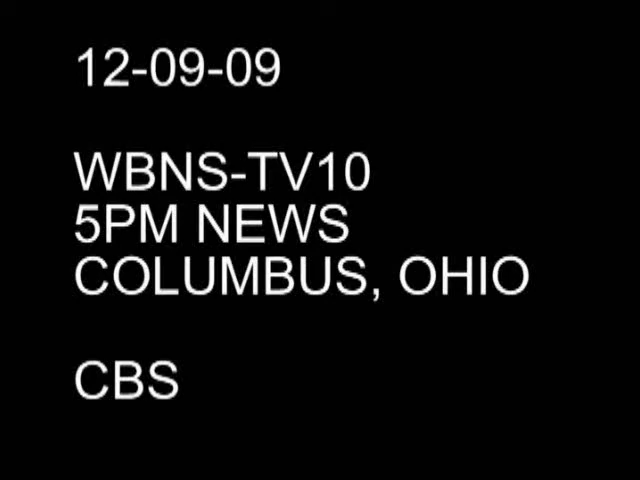 12-09-09
WBNS-TV10
5PM NEWS
COLUMBUS, OHIO
CBS